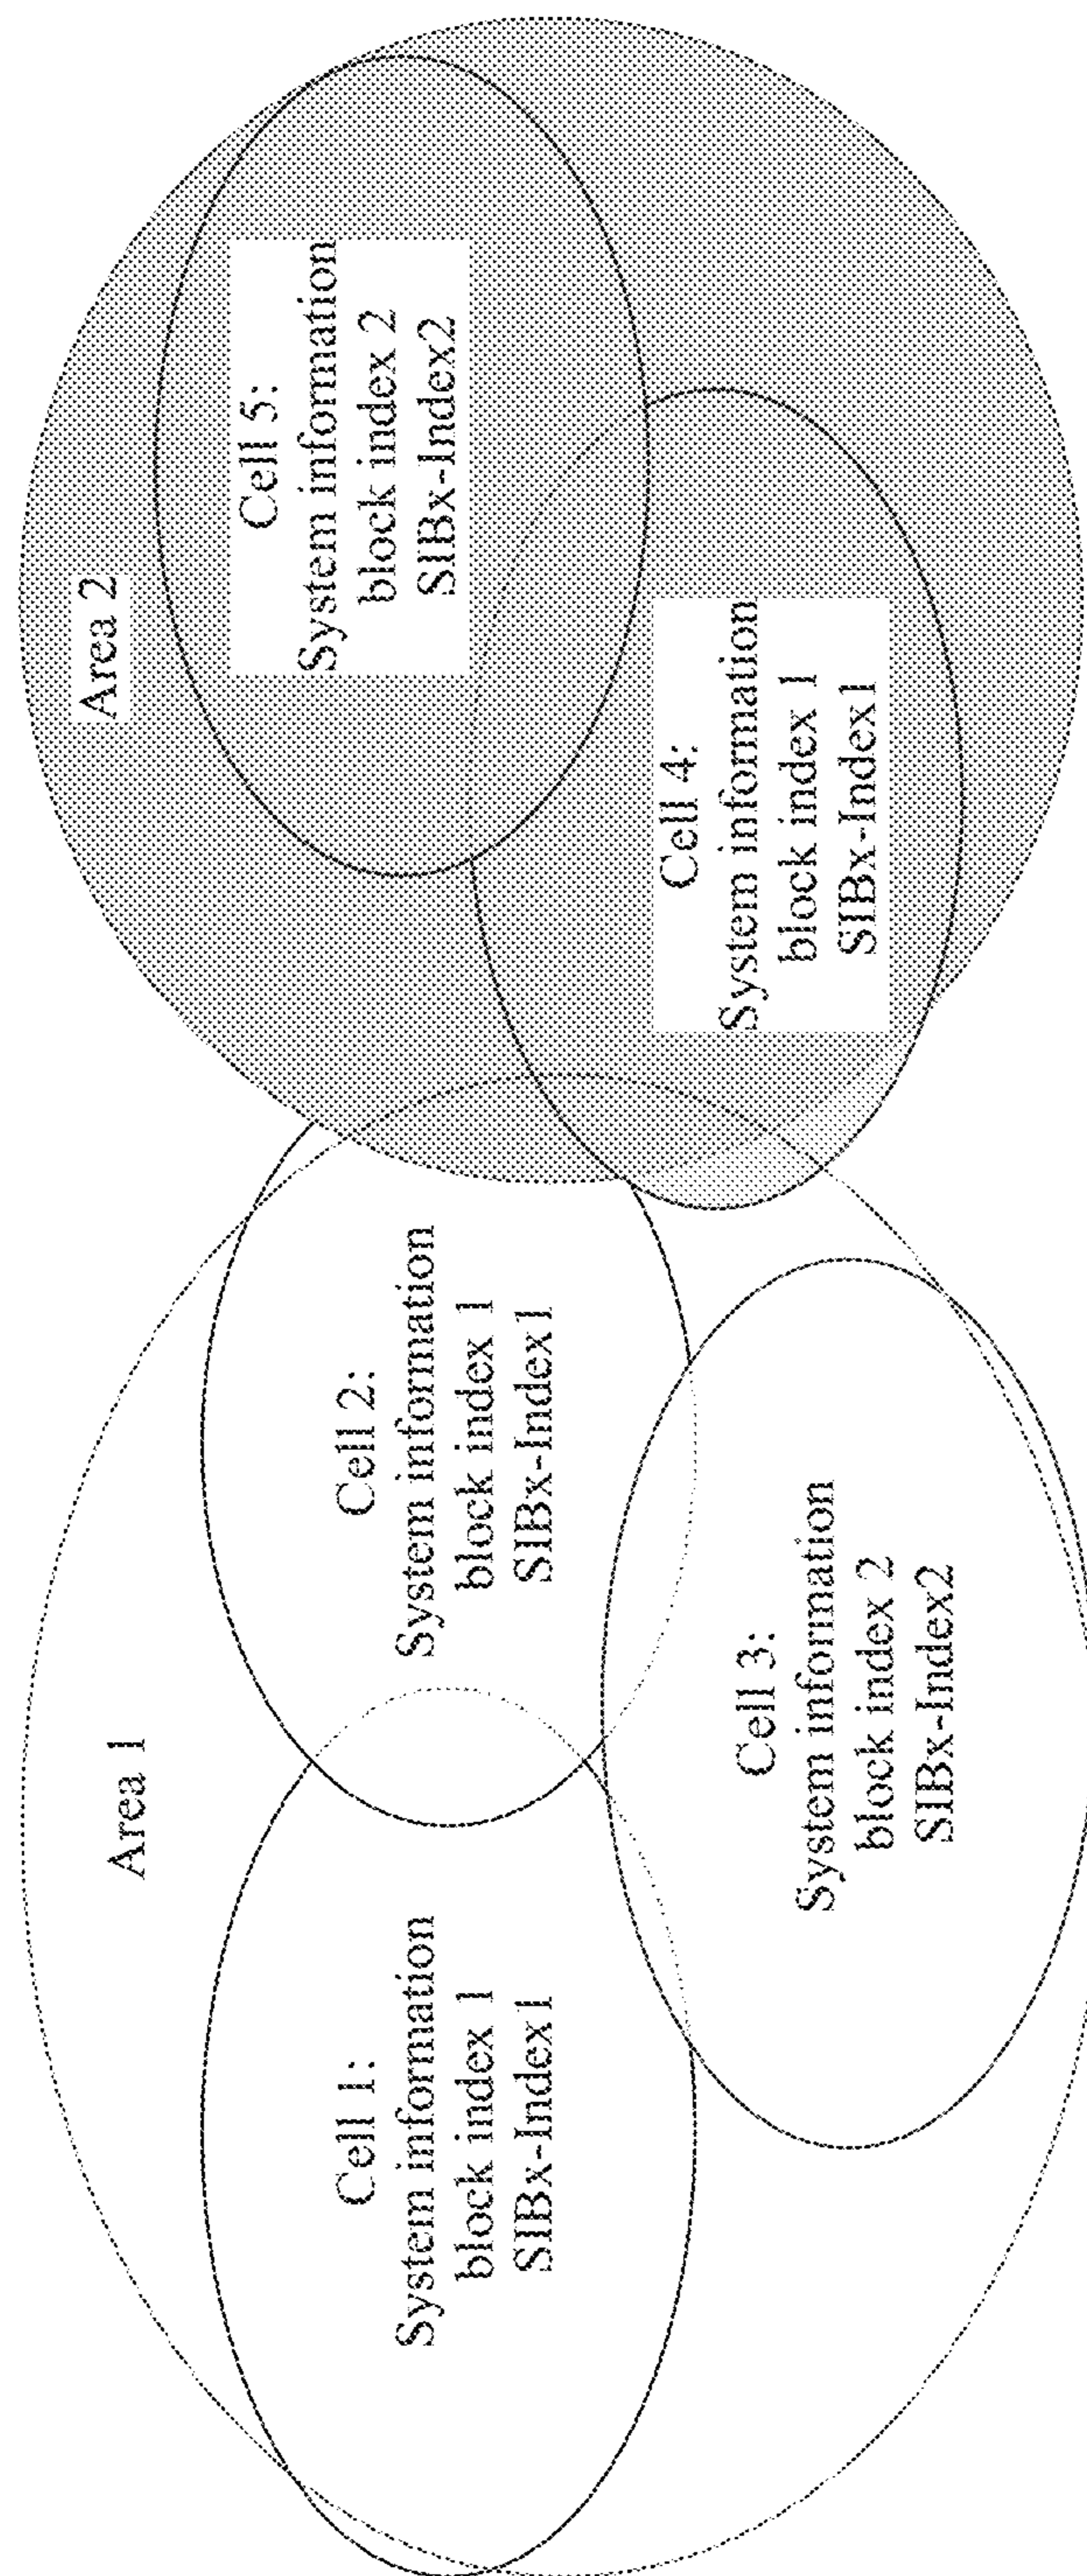 Area 1
Cell 1:
System information
block index 1
SIBx-Index1
Cell 2:
System information
block index 1
SIBx-Index1
Cell 3:
System information
block index 2
SIBx-Index2
Area 2
Cell 5:
System information
block index 2
SIBx-Index2
Cell 4:
System information
block index 1
SIBx-Index1